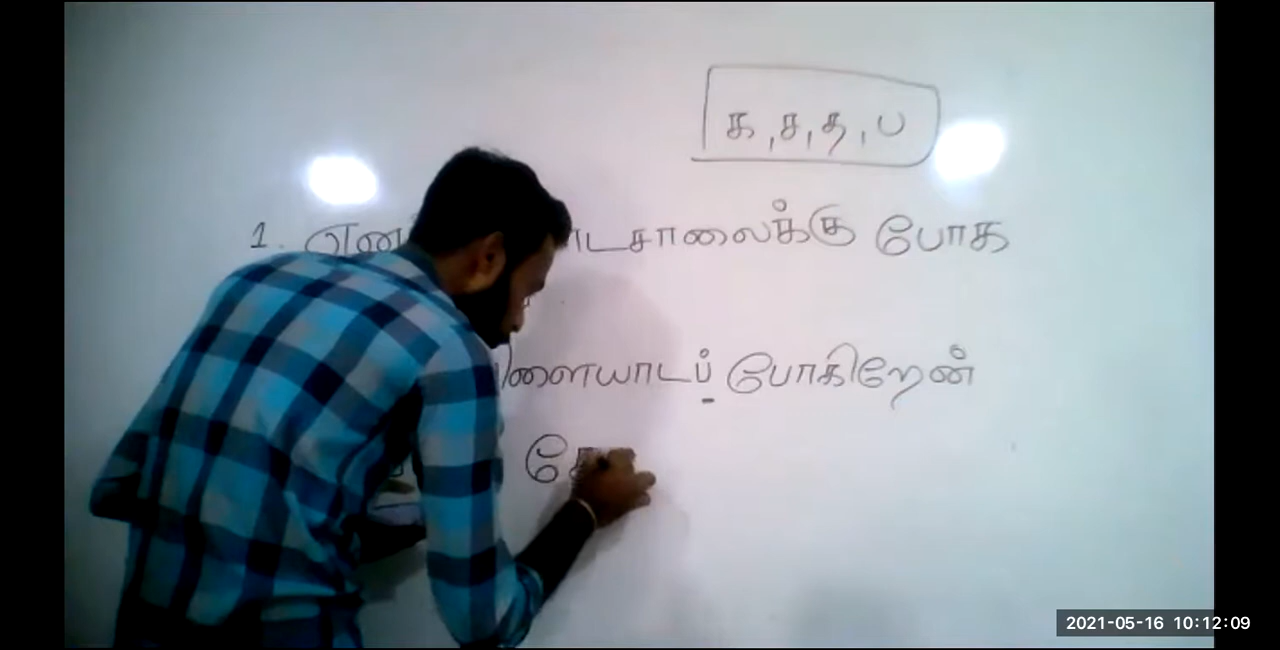 க , ச , த , ப
1. பாடசாலைக்கு போக
விளையாடப் போகிறேன்
2021-05-16 10:12:09